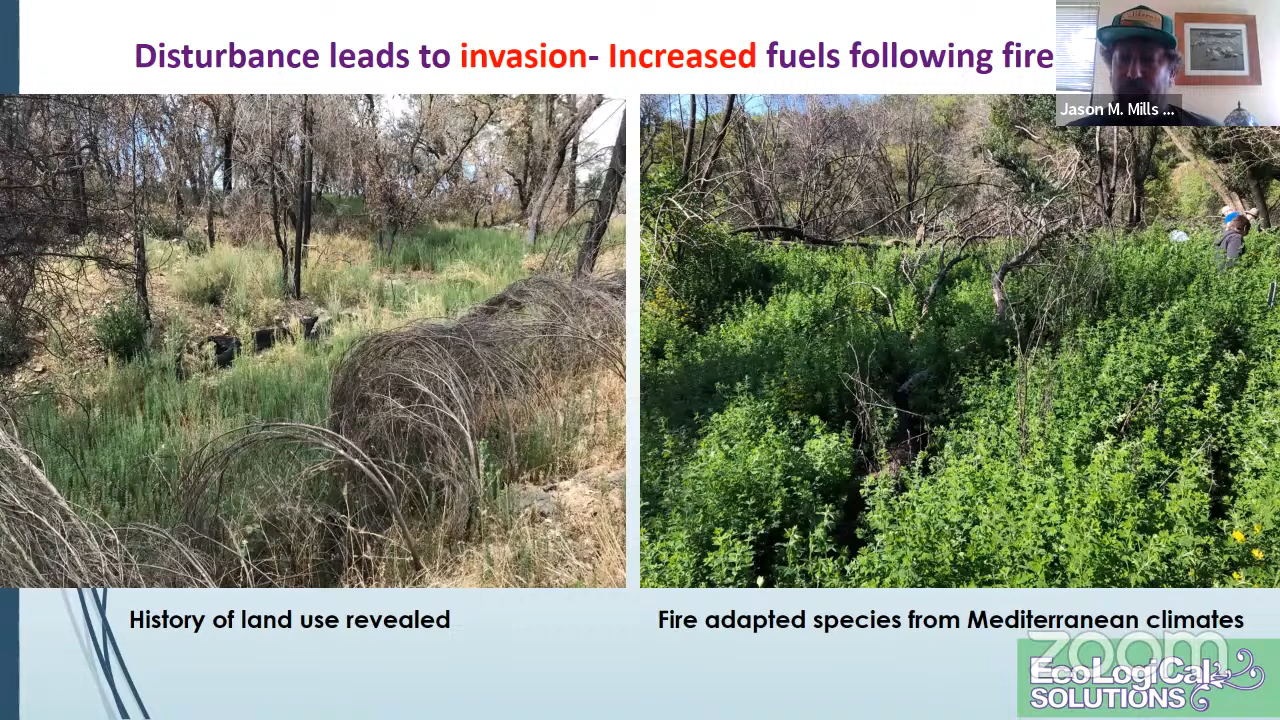 Disturbance leads to invasion- Increased fuels following fire
Jason M. Mills ...
History of land use revealed
Fire adapted species from Mediterranean climates
zoom
EcoLogiCal
SOLUTIONS